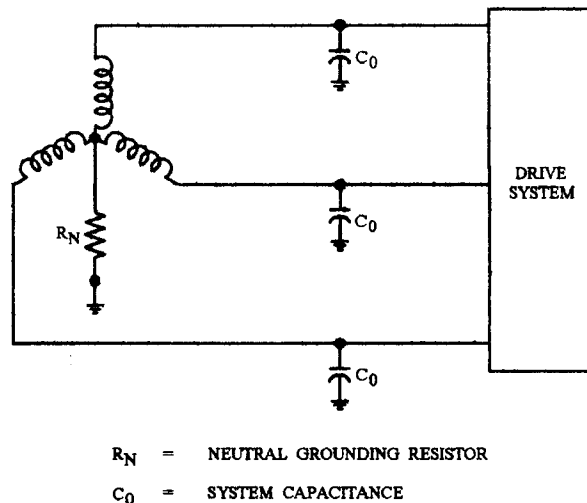 C0
DRIVE
SYSTEM
C0
RN
C0
RN = NEUTRAL GROUNDING RESISTOR
C0 = SYSTEM CAPACITANCE